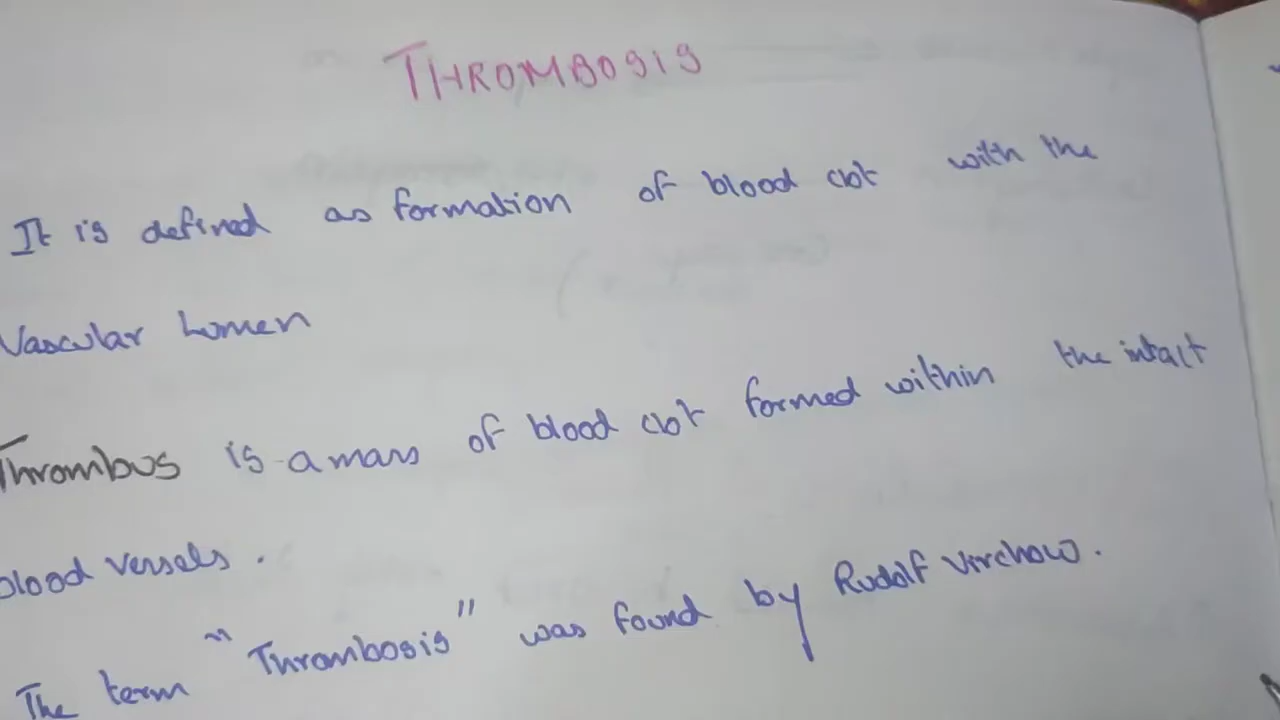 THROMBOSIS
It is defined as formation of blood clot with the
Vascular Lumen
Thrombus is a mass of blood clot formed within the intact
blood vessels.
The term "Thrombosis" was found by Rudolf Virchow.